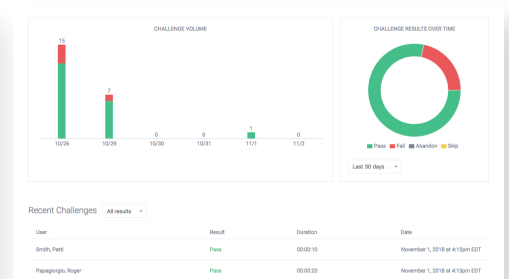 CHALLENGE VOLUME
15
7
0
0
1
0
10/26
10/29
10/30
10/31
11/1
11/2
CHALLENGE RESULTS OVER TIME
Pass Fail Abandon Skip
Last 30 days
Recent Challenges All results
User Result Duration Date
Smith, Patti Pass 00:00:10 November 1, 2018 at 4:15pm EDT
Papagiorgio, Roger Pass 00:00:20 November 1, 2018 at 4:13pm EDT